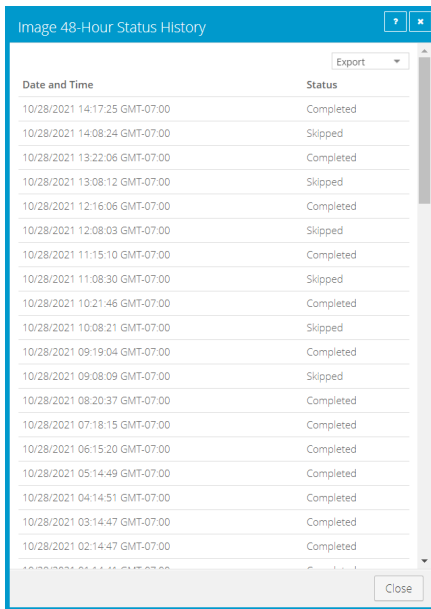 Image 48-Hour Status History
?
×
Export
Date and Time Status
10/28/2021 14:17:25 GMT-07:00 Completed
10/28/2021 14:08:24 GMT-07:00 Skipped
10/28/2021 13:22:06 GMT-07:00 Completed
10/28/2021 13:08:12 GMT-07:00 Skipped
10/28/2021 12:16:06 GMT-07:00 Completed
10/28/2021 12:08:03 GMT-07:00 Skipped
10/28/2021 11:15:10 GMT-07:00 Completed
10/28/2021 11:08:30 GMT-07:00 Skipped
10/28/2021 10:21:46 GMT-07:00 Completed
10/28/2021 10:08:21 GMT-07:00 Skipped
10/28/2021 09:19:04 GMT-07:00 Completed
10/28/2021 09:08:09 GMT-07:00 Skipped
10/28/2021 08:20:37 GMT-07:00 Completed
10/28/2021 07:18:15 GMT-07:00 Completed
10/28/2021 06:15:20 GMT-07:00 Completed
10/28/2021 05:14:49 GMT-07:00 Completed
10/28/2021 04:14:51 GMT-07:00 Completed
10/28/2021 03:14:47 GMT-07:00 Completed
10/28/2021 02:14:47 GMT-07:00 Completed
Close